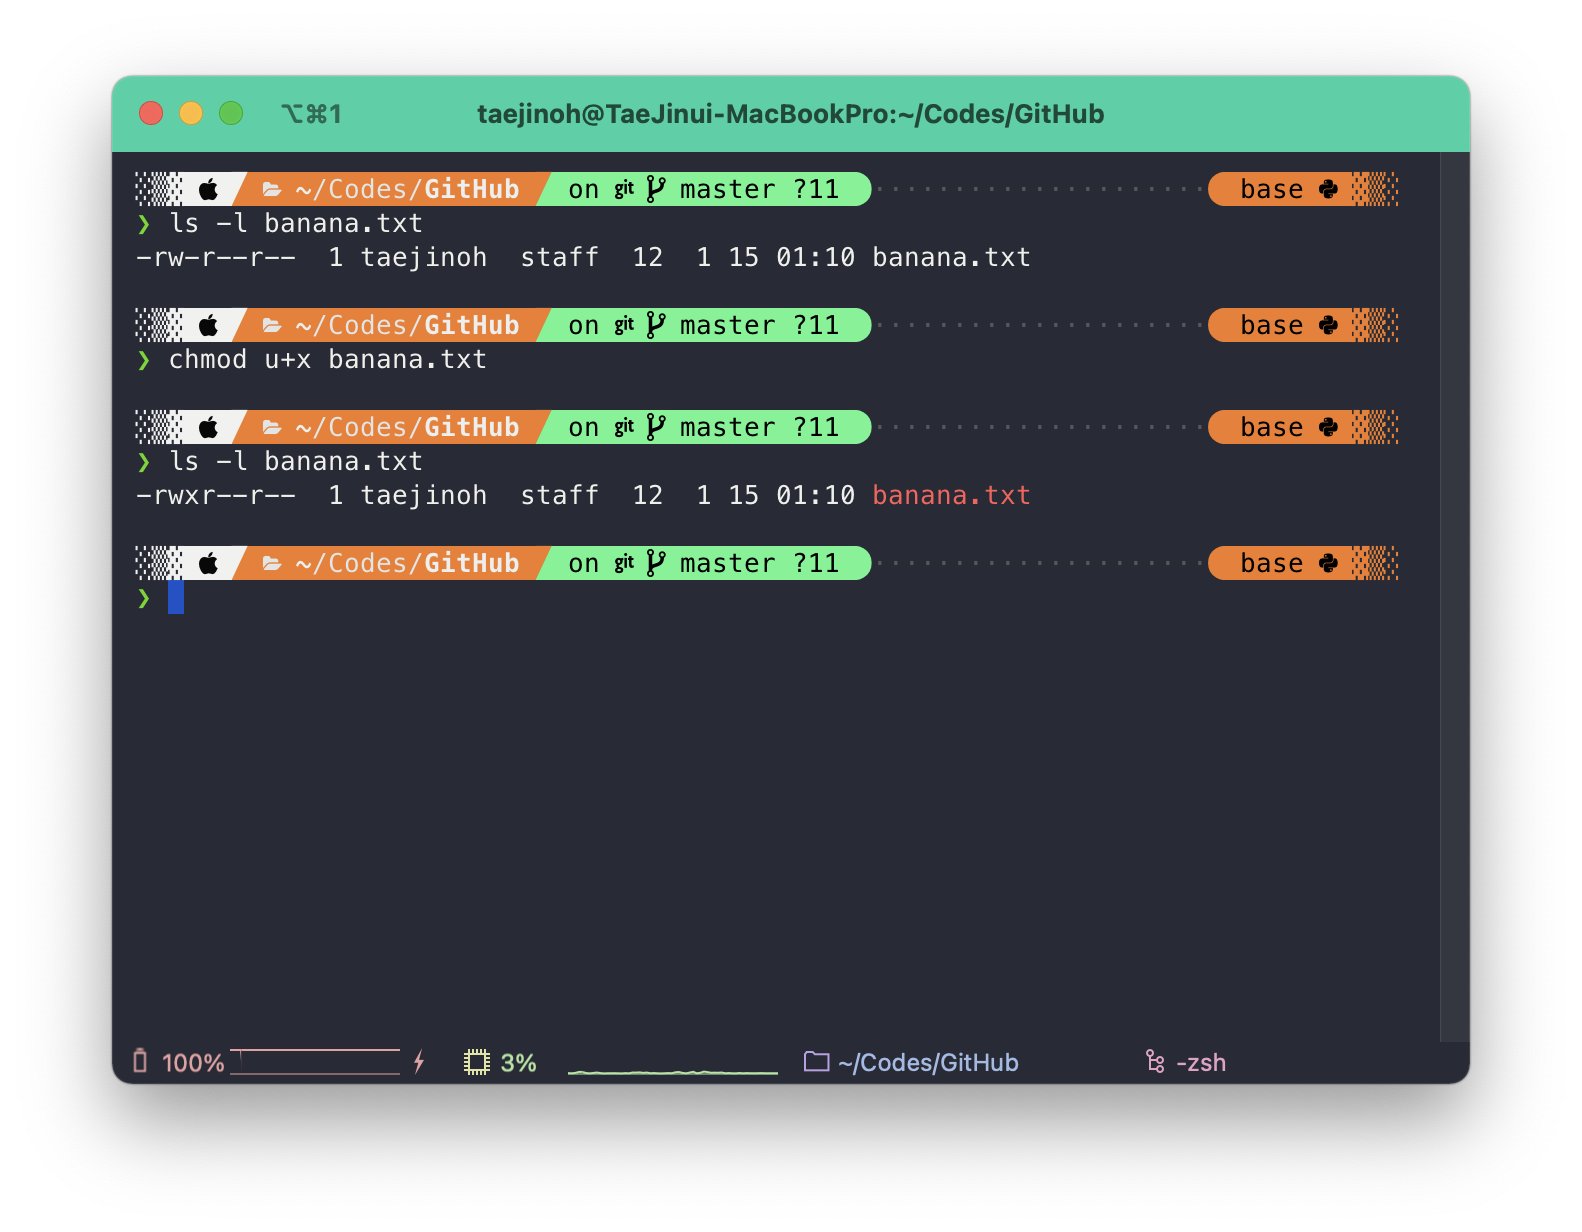 ⌥⌘1 taejinoh@TaeJinui-MacBookPro:~/Codes/GitHub
~/Codes/GitHub on git master ?11 base
❯ ls -l banana.txt
-rw-r--r--  1 taejinoh  staff  12  1 15 01:10 banana.txt
~/Codes/GitHub on git master ?11 base
❯ chmod u+x banana.txt
~/Codes/GitHub on git master ?11 base
❯ ls -l banana.txt
-rwxr--r--  1 taejinoh  staff  12  1 15 01:10 banana.txt
~/Codes/GitHub on git master ?11 base
❯
100% 3% ~/Codes/GitHub -zsh